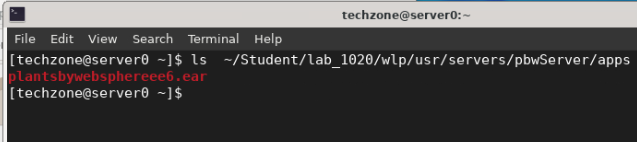 techzone@server0:~
File Edit View Search Terminal Help
[techzone@server0 ~]$ ls  ~/Student/lab_1020/wlp/usr/servers/pbwServer/apps
plantsbywebsphereee6.ear
[techzone@server0 ~]$